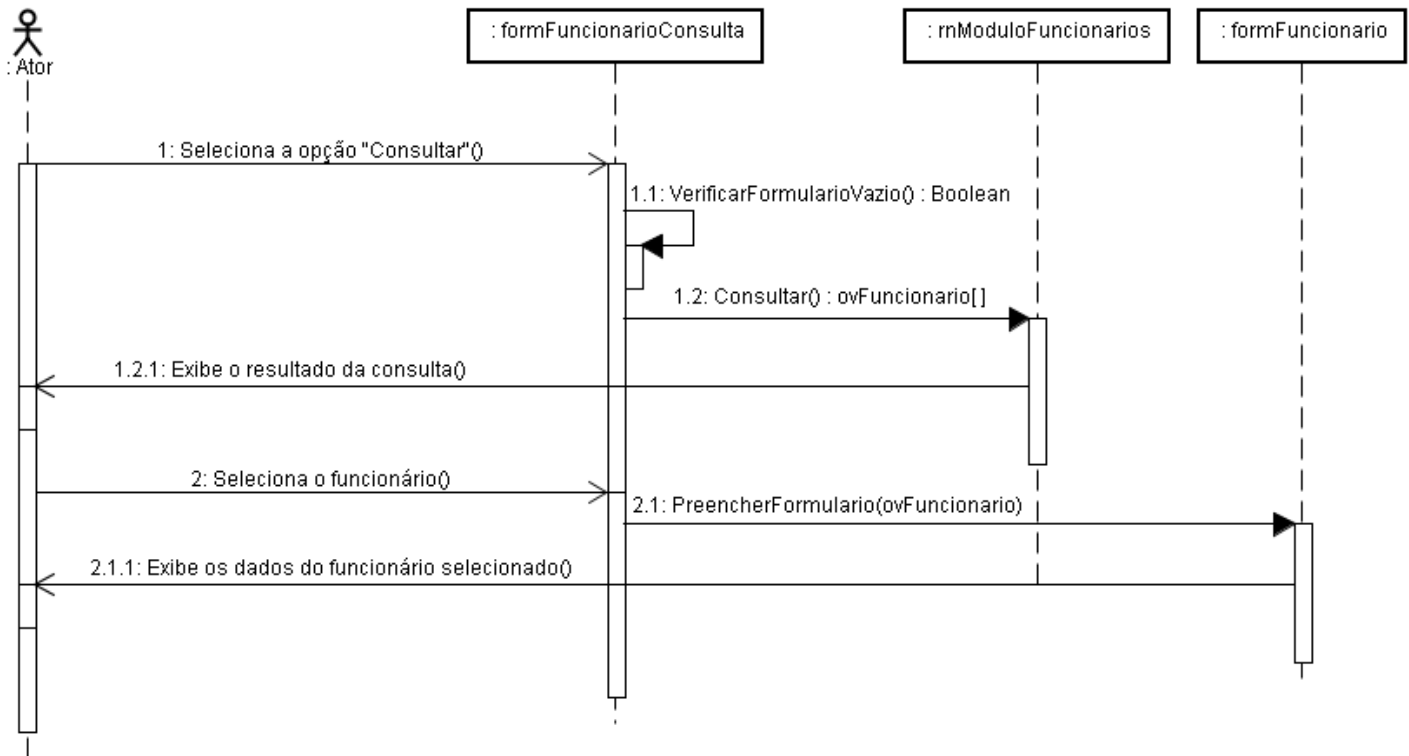 : Ator
: formFuncionarioConsulta
: rnModuloFuncionarios
: formFuncionario
1: Seleciona a opção "Consultar"()
1.1: VerificarFormularioVazio() : Boolean
1.2: Consultar() : ovFuncionario[ ]
1.2.1: Exibe o resultado da consulta()
2: Seleciona o funcionário()
2.1: PreencherFormulario(ovFuncionario)
2.1.1: Exibe os dados do funcionário selecionado()